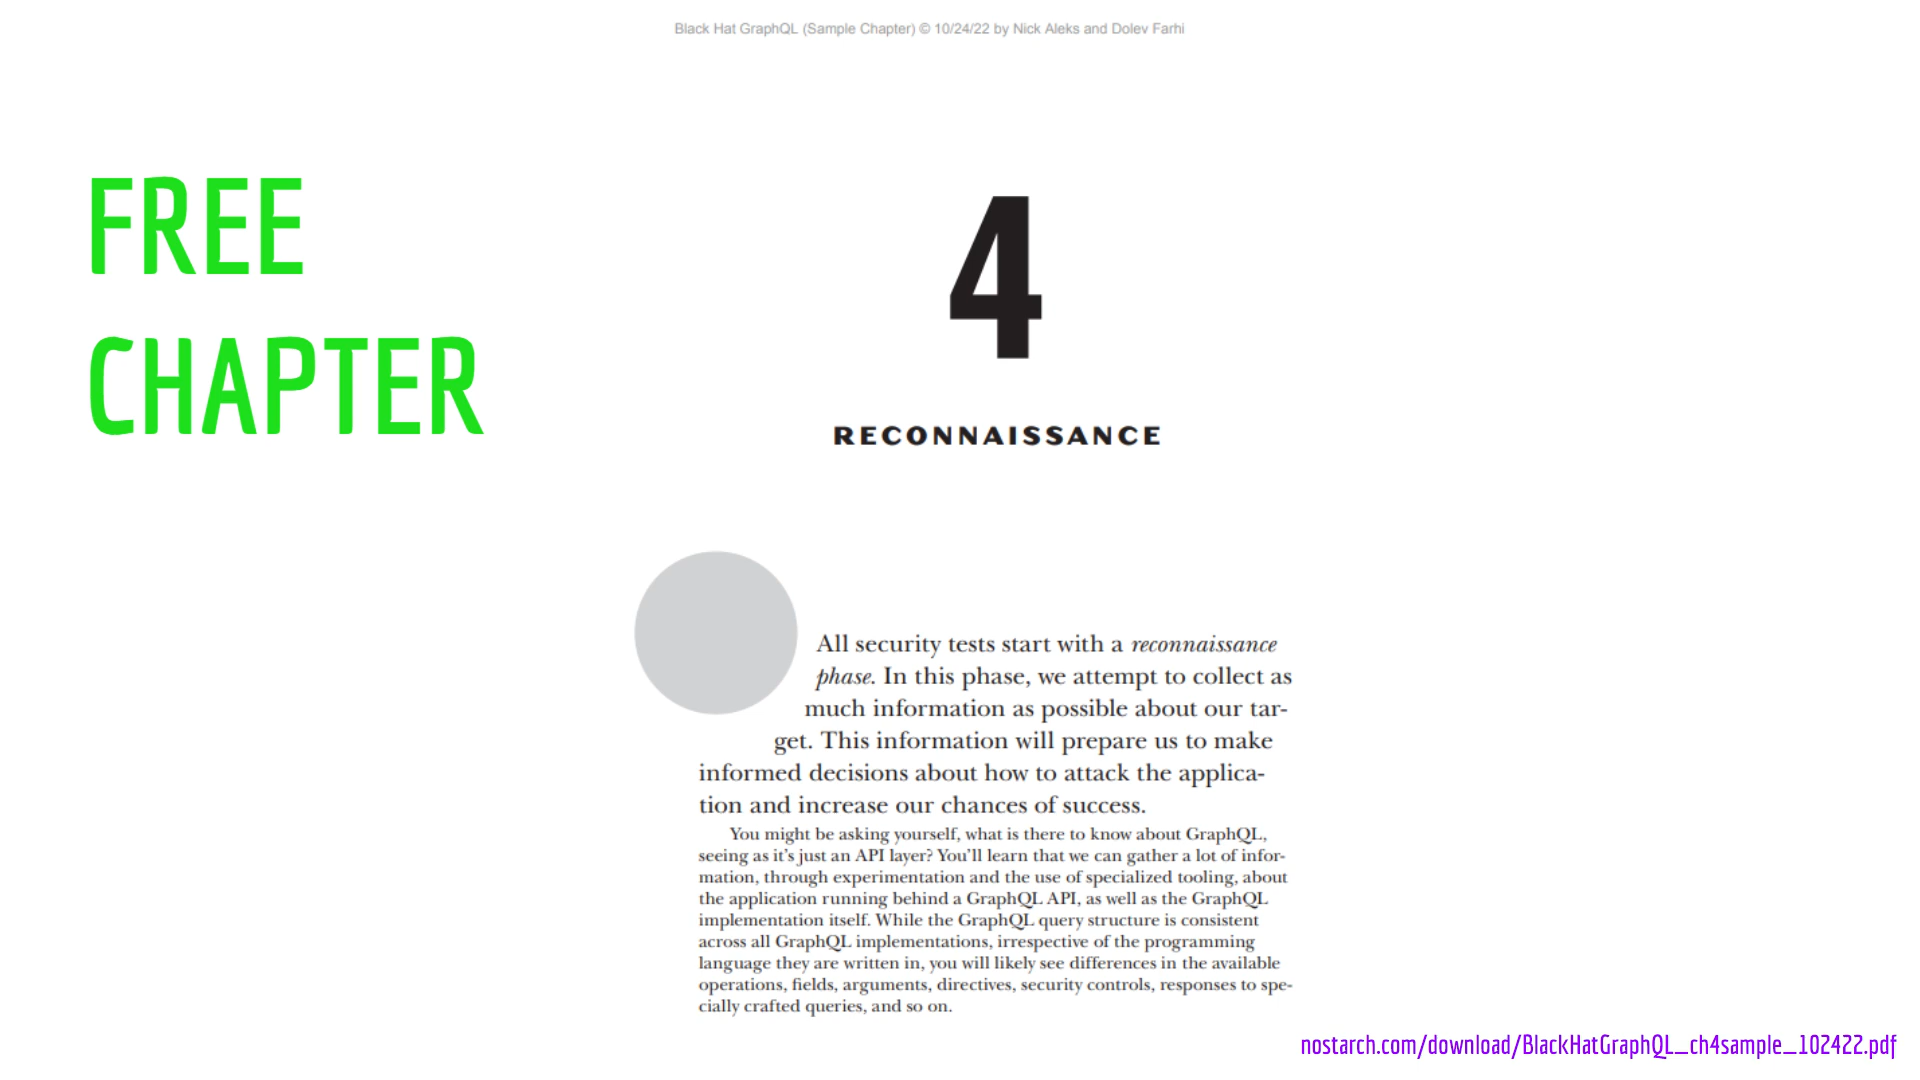 Black Hat GraphQL (Sample Chapter) © 10/24/22 by Nick Aleks and Dolev Farhi
FREE
CHAPTER
4
RECONNAISSANCE
All security tests start with a reconnaissance
phase. In this phase, we attempt to collect as
much information as possible about our tar-
get. This information will prepare us to make
informed decisions about how to attack the applica-
tion and increase our chances of success.
You might be asking yourself, what is there to know about GraphQL,
seeing as it's just an API layer? You'll learn that we can gather a lot of infor-
mation, through experimentation and the use of specialized tooling, about
the application running behind a GraphQL API, as well as the GraphQL
implementation itself. While the GraphQL query structure is consistent
across all GraphQL implementations, irrespective of the programming
language they are written in, you will likely see differences in the available
operations, fields, arguments, directives, security controls, responses to spe-
cially crafted queries, and so on.
nostarch.com/download/BlackHatGraphQL_ch4sample_102422.pdf